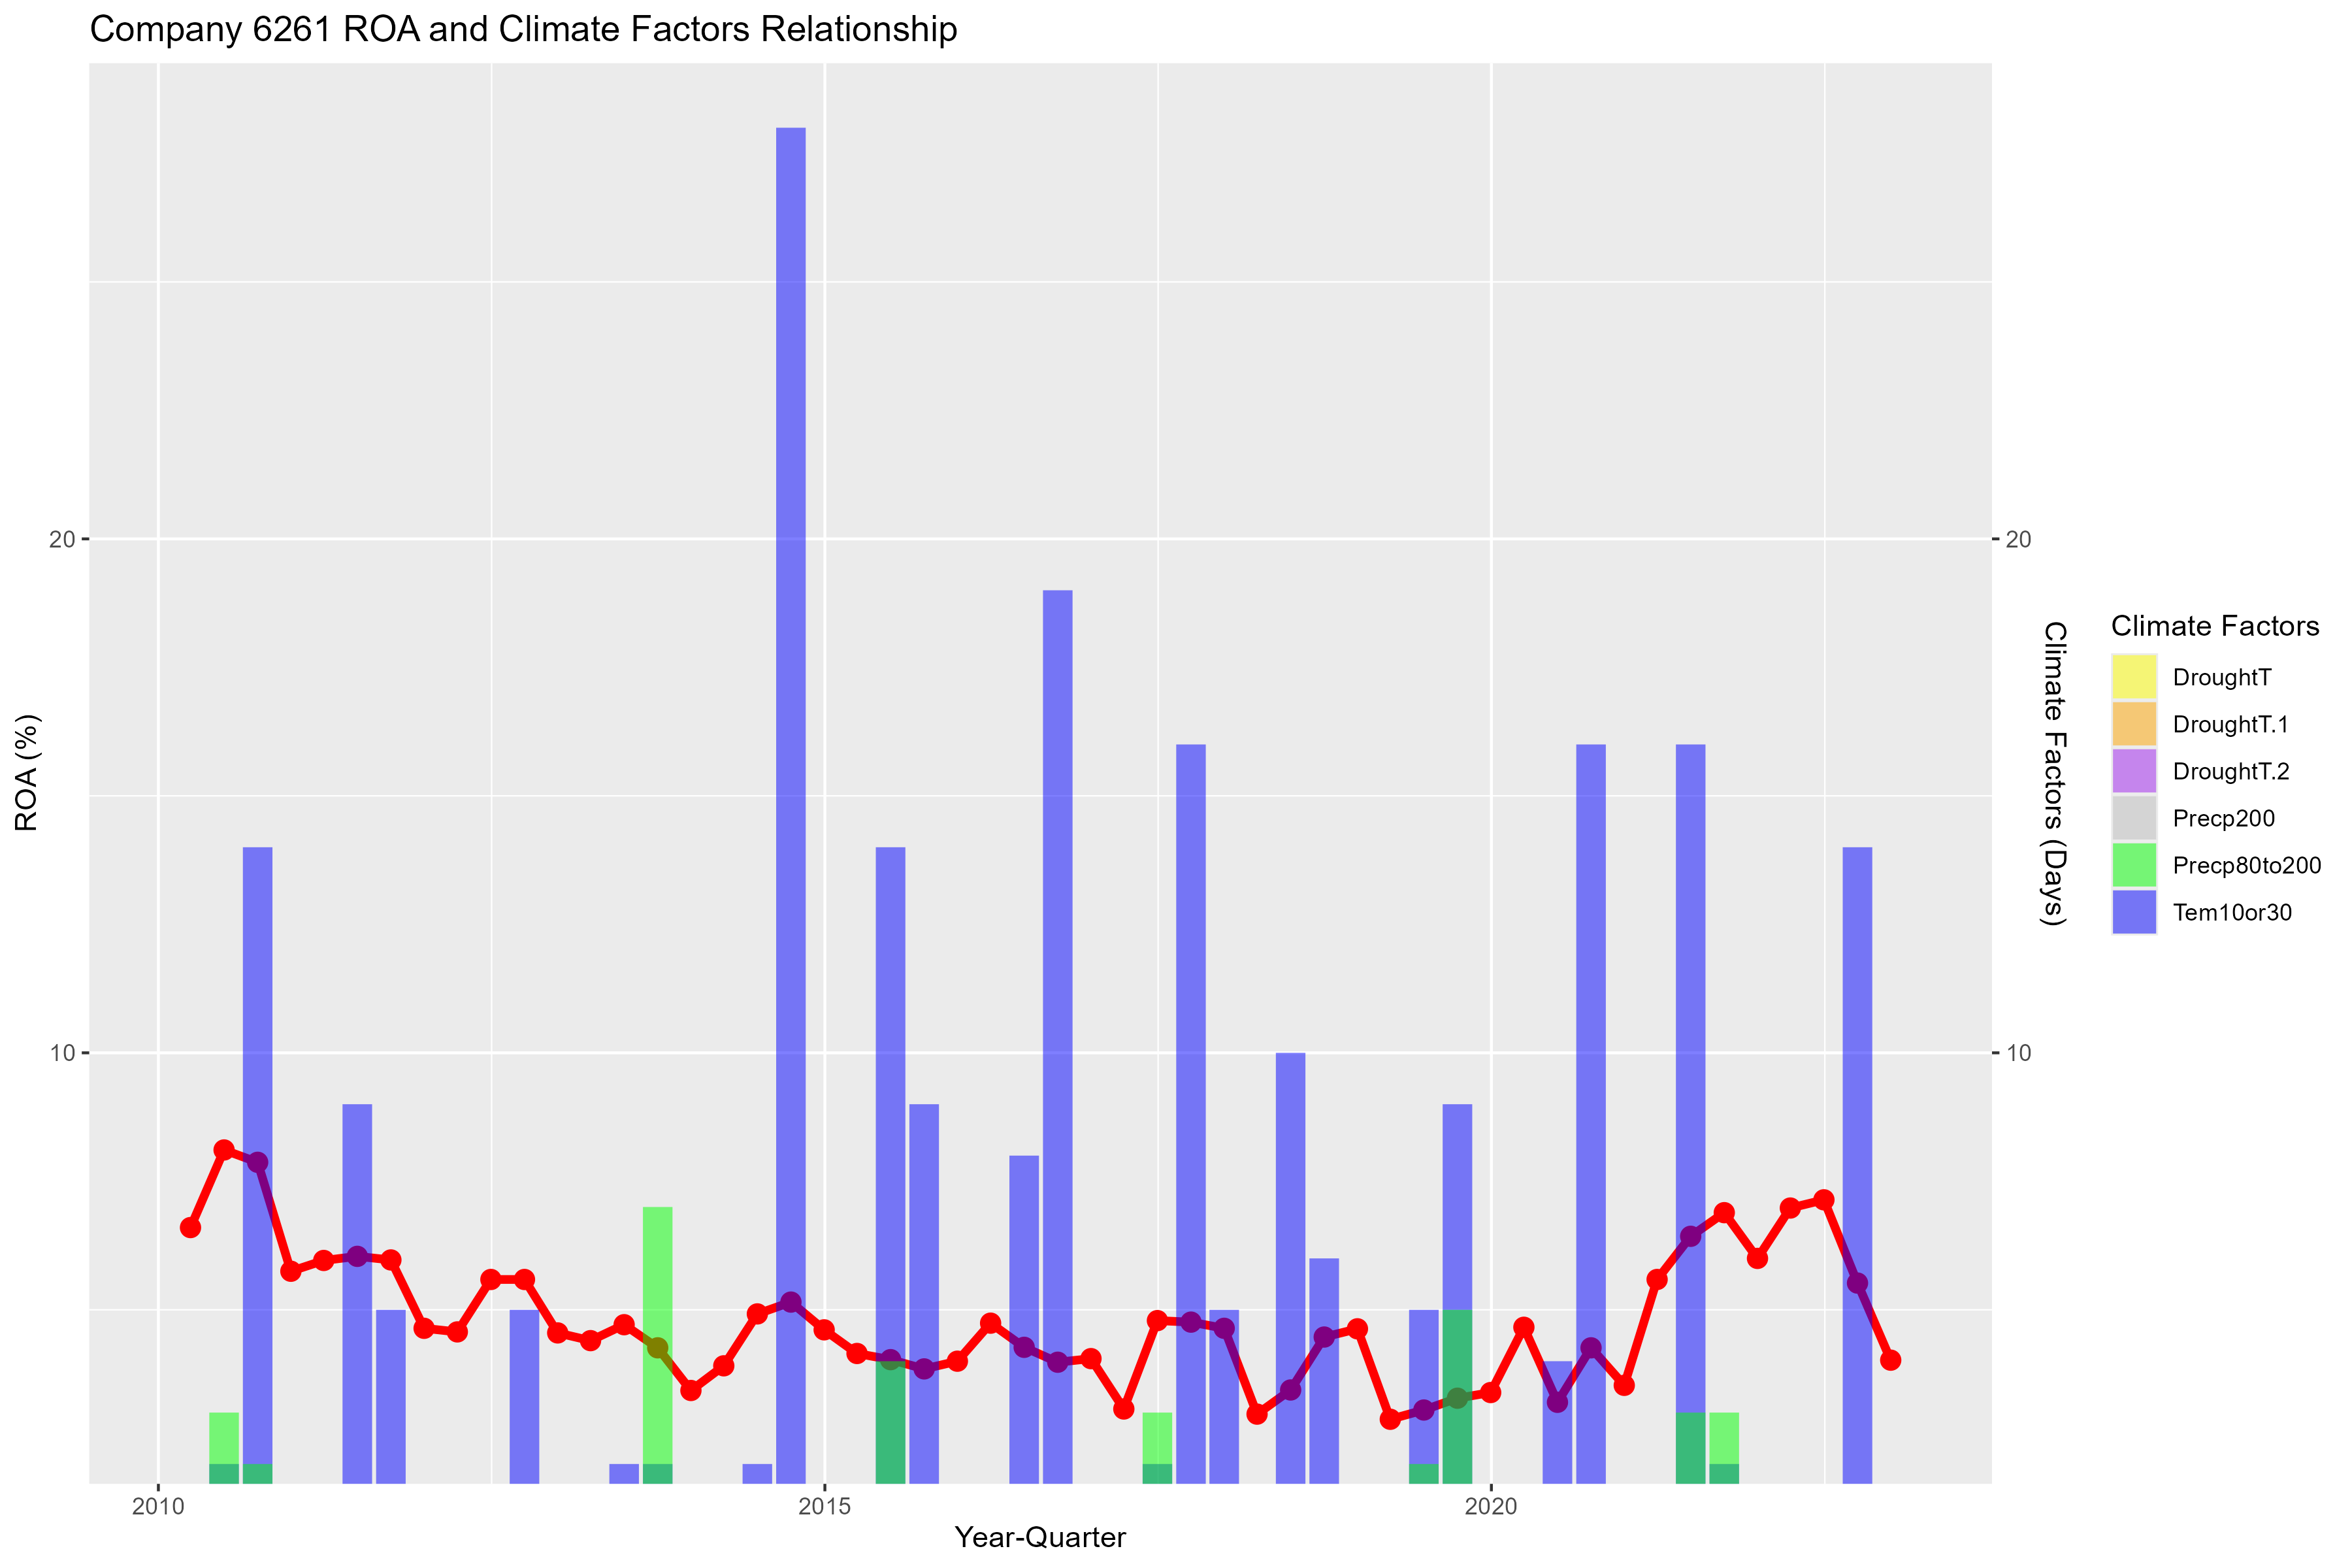 Company 6261 ROA and Climate Factors Relationship
ROA (%)
20
10
20
10
Climate Factors (Days)
2010
2015
2020
Year-Quarter
Climate Factors
DroughtT
DroughtT.1
DroughtT.2
Precp200
Precp80to200
Tem10or30